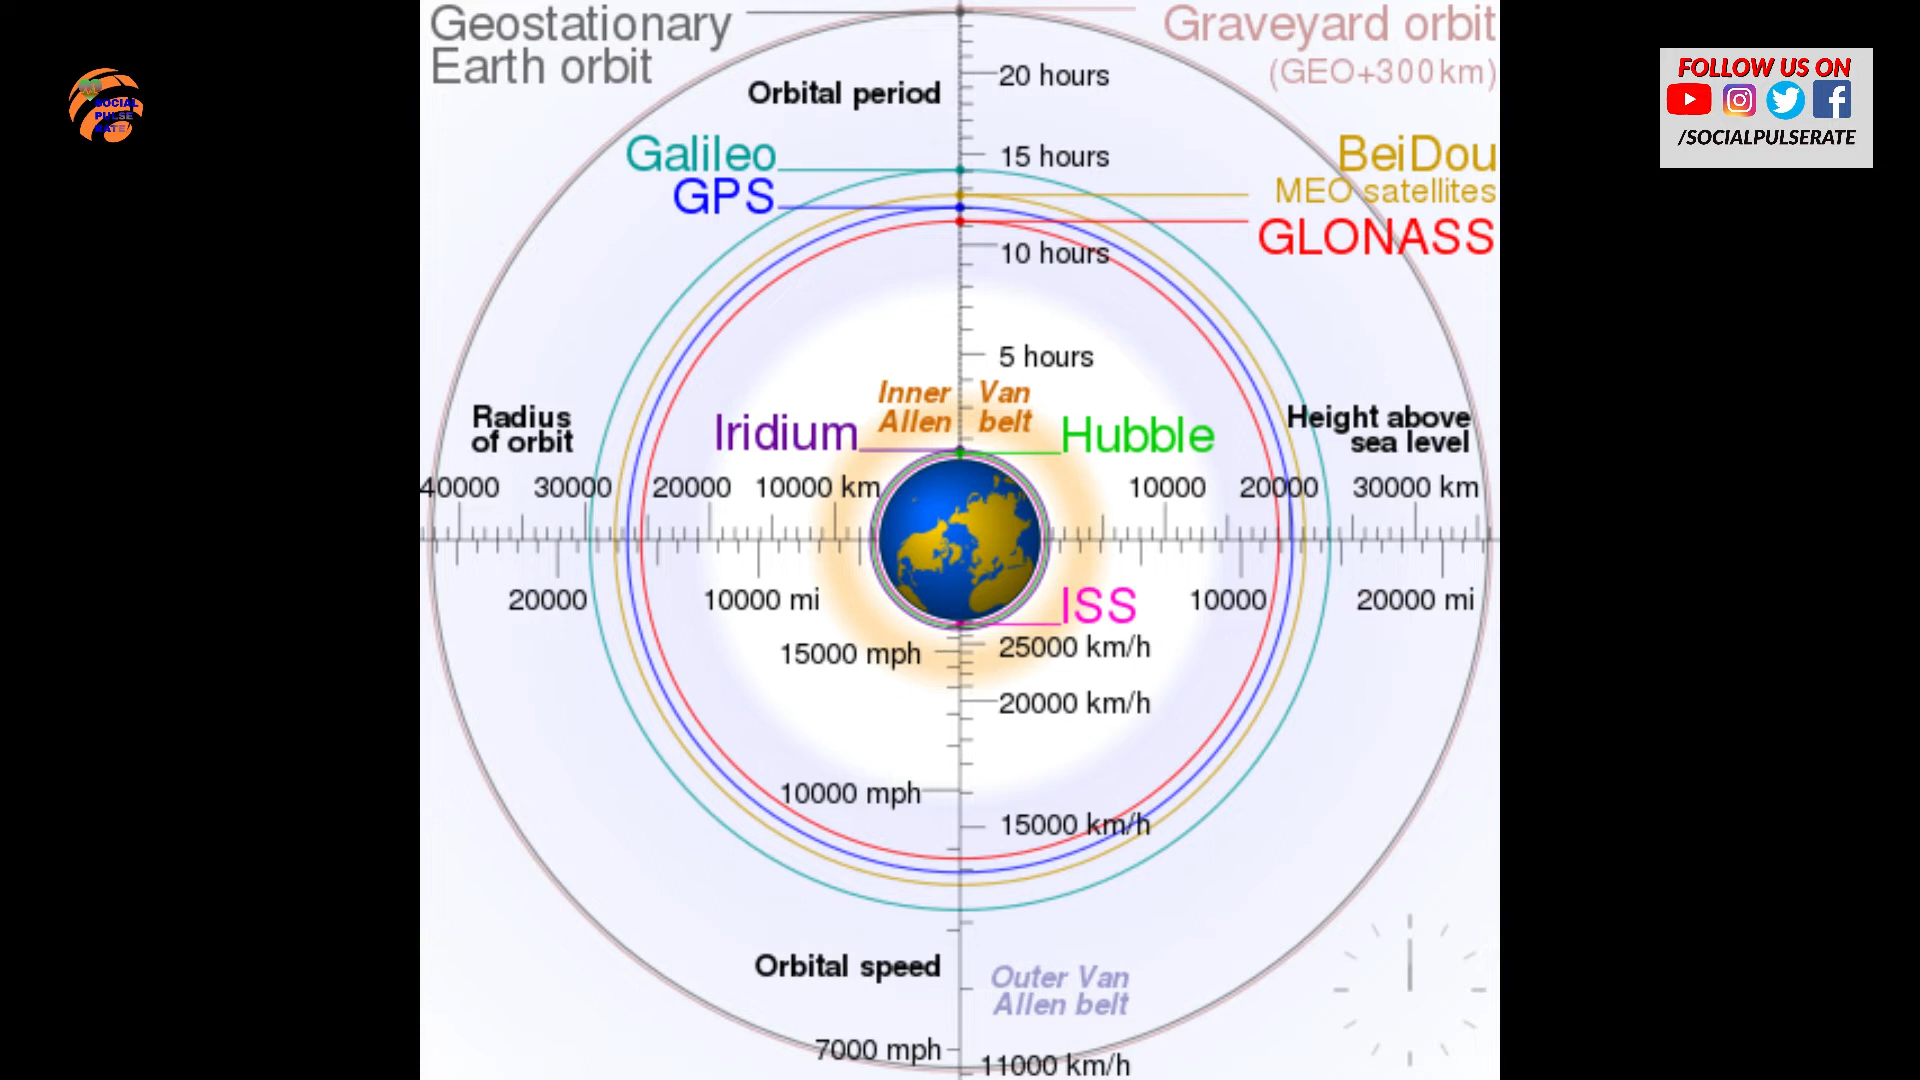 Geostationary
Earth orbit
Graveyard orbit
(GEO+300km)
SOCIAL
PULSE
RATE
FOLLOW US ON
/SOCIALPULSERATE
20 hours
Orbital period
Galileo
15 hours
BeiDou
MEO satellites
GPS
GLONASS
10 hours
5 hours
Inner Van
Allen belt
Radius
of orbit
Height above
sea level
Iridium
Hubble
40000 30000 20000 10000 km
10000 20000 30000 km
20000 10000 mi
10000 20000 mi
ISS
15000 mph
25000 km/h
20000 km/h
10000 mph
15000 km/h
Orbital speed
Outer Van
Allen belt
7000 mph
11000 km/h